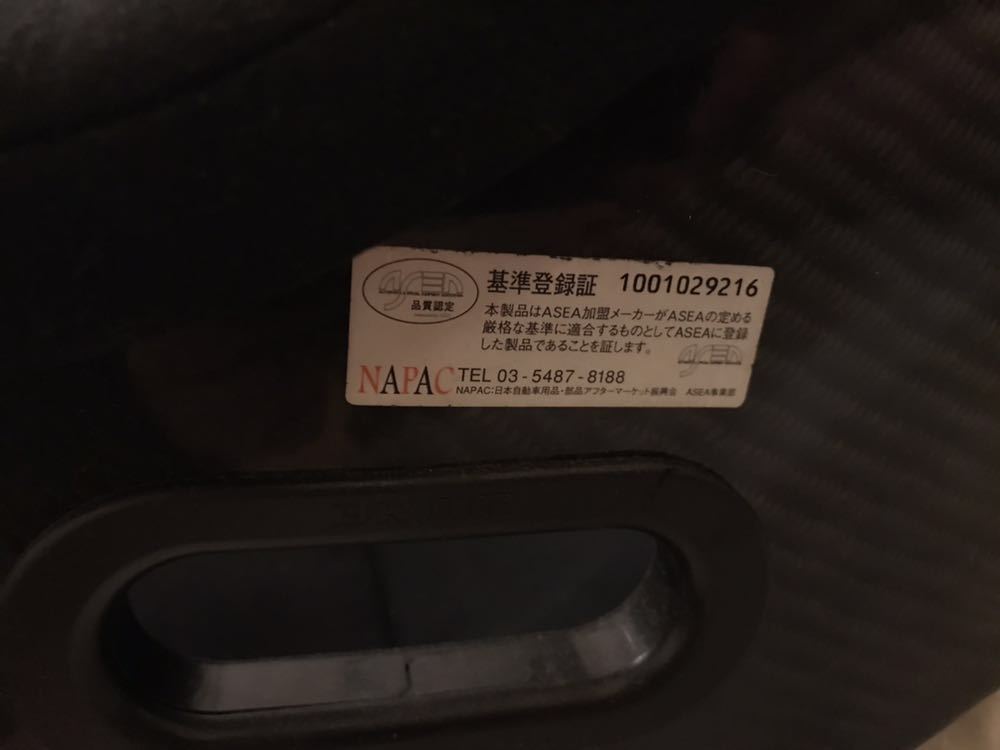 ASEA
品質認定
基準登録証 1001029216
本製品はASEA加盟メーカーがASEAの定める
厳格な基準に適合するものとしてASEAに登録
した製品であることを証します。
ASEA
NAPAC TEL 03-5487-8188
NAPAC:日本自動車用品・部品アフターマーケット振興会 ASEA事業部